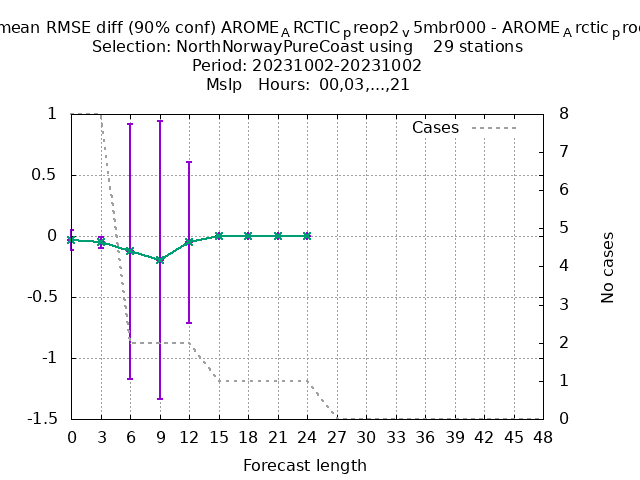 mean RMSE diff (90% conf) AROME_ARCTIC_preop2_v5mbr000 - AROME_Arctic_p
Selection: NorthNorwayPureCoast using    29 stations
Period: 20231002-20231002
Mslp   Hours: 00,03,...,21
1
0.5
0
-0.5
-1
-1.5
Cases
8
7
6
5
4
3
2
1
0
No cases
0 3 6 9 12 15 18 21 24 27 30 33 36 39 42 45 48
Forecast length